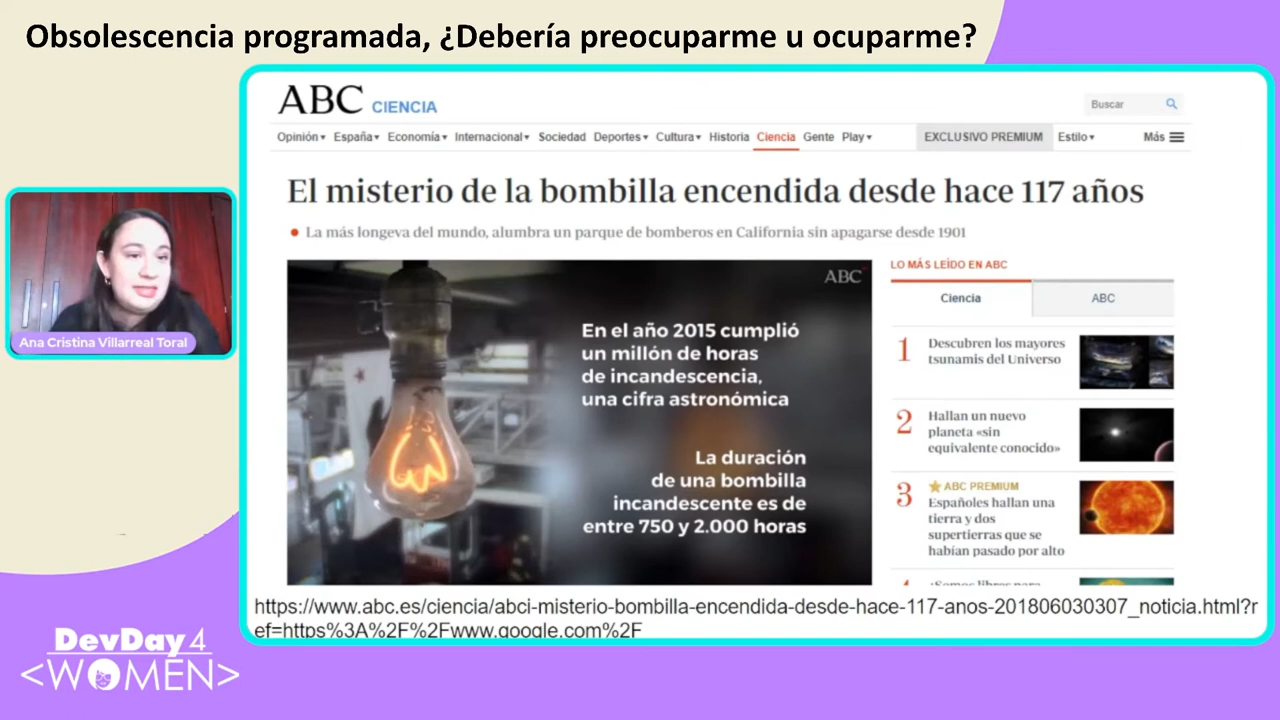 Obsolescencia programada, ¿Debería preocuparme u ocuparme?
ABC CIENCIA
Buscar
Opinión España Economía Internacional Sociedad Deportes Cultura Historia Ciencia Gente Play EXCLUSIVO PREMIUM Estilo Más
El misterio de la bombilla encendida desde hace 117 años
La más longeva del mundo, alumbra un parque de bomberos en California sin apagarse desde 1901
ABC
En el año 2015 cumplió
un millón de horas
de incandescencia,
una cifra astronómica
La duración
de una bombilla
incandescente es de
entre 750 y 2.000 horas
LO MÁS LEÍDO EN ABC
Ciencia ABC
1 Descubren los mayores
tsunamis del Universo
2 Hallan un nuevo
planeta «sin
equivalente conocido»
3 ABC PREMIUM
Españoles hallan una
tierra y dos
supertierras que se
habían pasado por alto
https://www.abc.es/ciencia/abci-misterio-bombilla-encendida-desde-hace-117-anos-201806030307_noticia.html?r
ef=https%3A%2F%2Fwww.google.com%2F
Ana Cristina Villarreal Toral
DevDay4
<WOMEN>